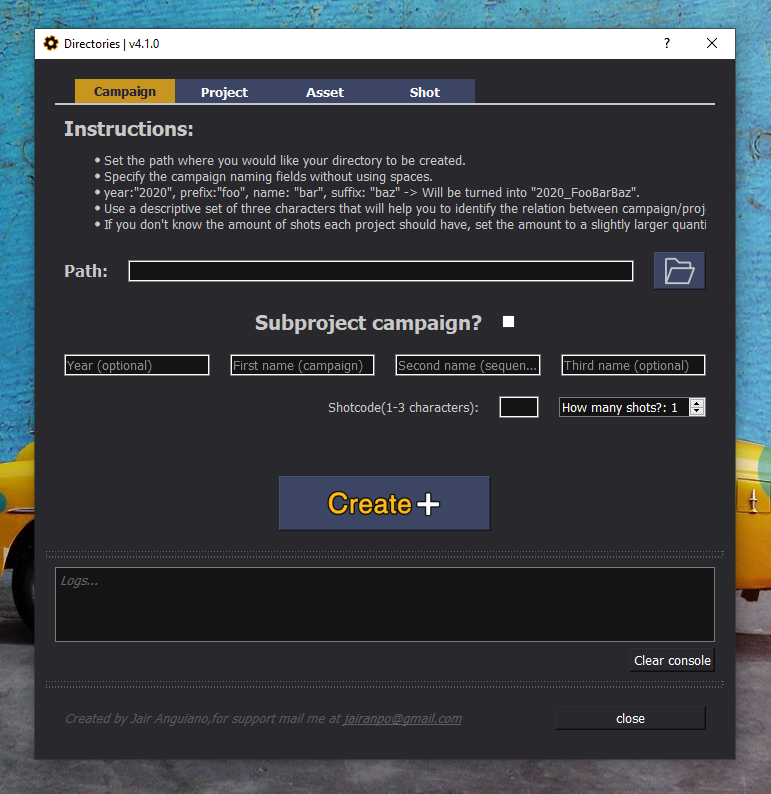 Directories | v4.1.0
Campaign Project Asset Shot
Instructions:
Set the path where you would like your directory to be created.
Specify the campaign naming fields without using spaces.
year:"2020", prefix:"foo", name: "bar", suffix: "baz" -> Will be turned into "2020_FooBarBaz".
Use a descriptive set of three characters that will help you to identify the relation between campaign/proj
If you don't know the amount of shots each project should have, set the amount to a slightly larger quanti
Path:
Subproject campaign?
Year (optional) First name (campaign) Second name (sequen... Third name (optional)
Shotcode(1-3 characters): How many shots?: 1
Create+
Logs...
Clear console
Created by Jair Anguiano,for support mail me at jairanpo@gmail.com
close